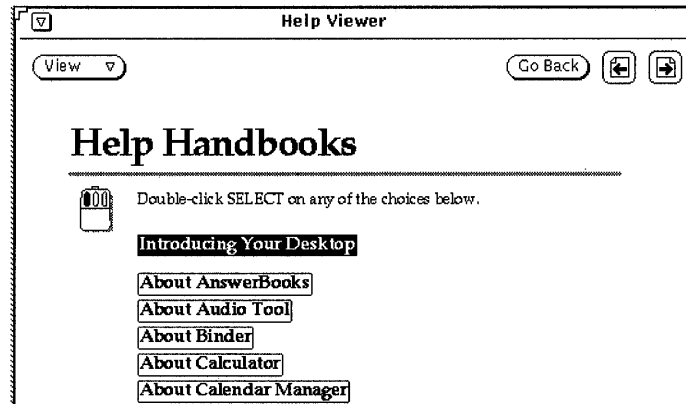 Help Viewer
View Go Back
Help Handbooks
Double-click SELECT on any of the choices below.
Introducing Your Desktop
About AnswerBooks
About Audio Tool
About Binder
About Calculator
About Calendar Manager